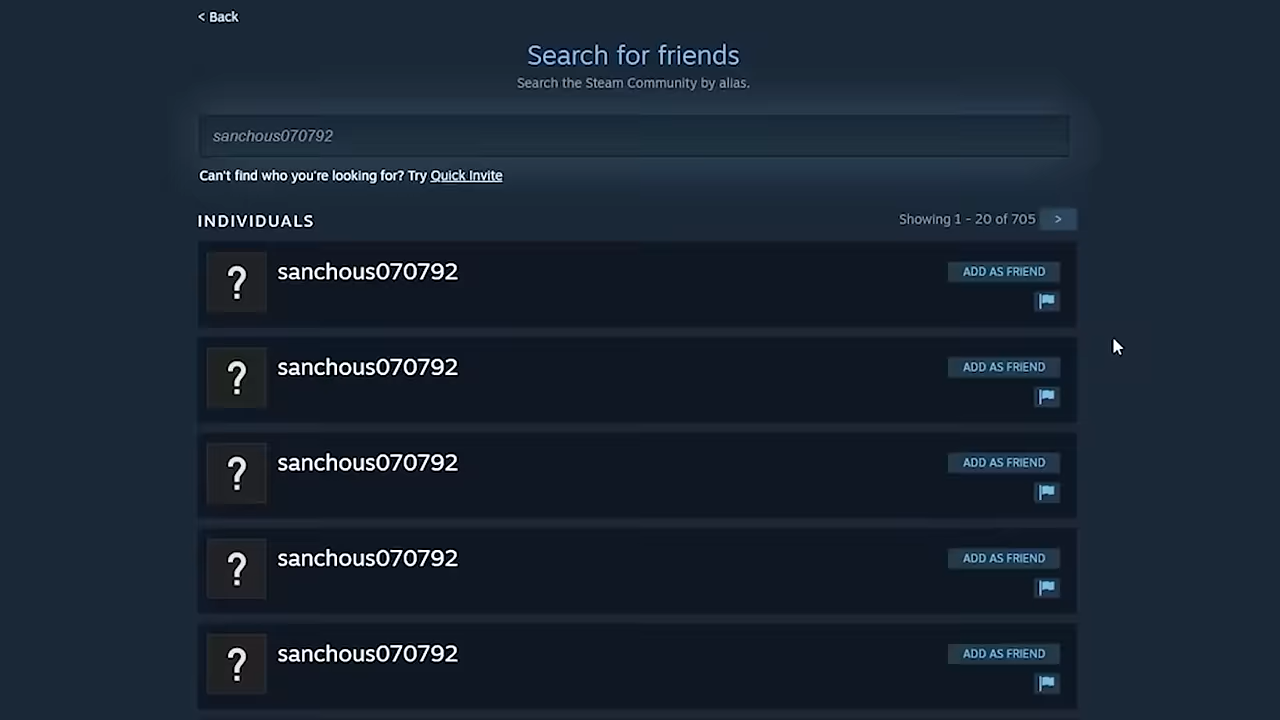 < Back
Search for friends
Search the Steam Community by alias.
sanchous070792
Can't find who you're looking for? Try Quick Invite
INDIVIDUALS
Showing 1 - 20 of 705 >
? sanchous070792 ADD AS FRIEND
? sanchous070792 ADD AS FRIEND
? sanchous070792 ADD AS FRIEND
? sanchous070792 ADD AS FRIEND
? sanchous070792 ADD AS FRIEND